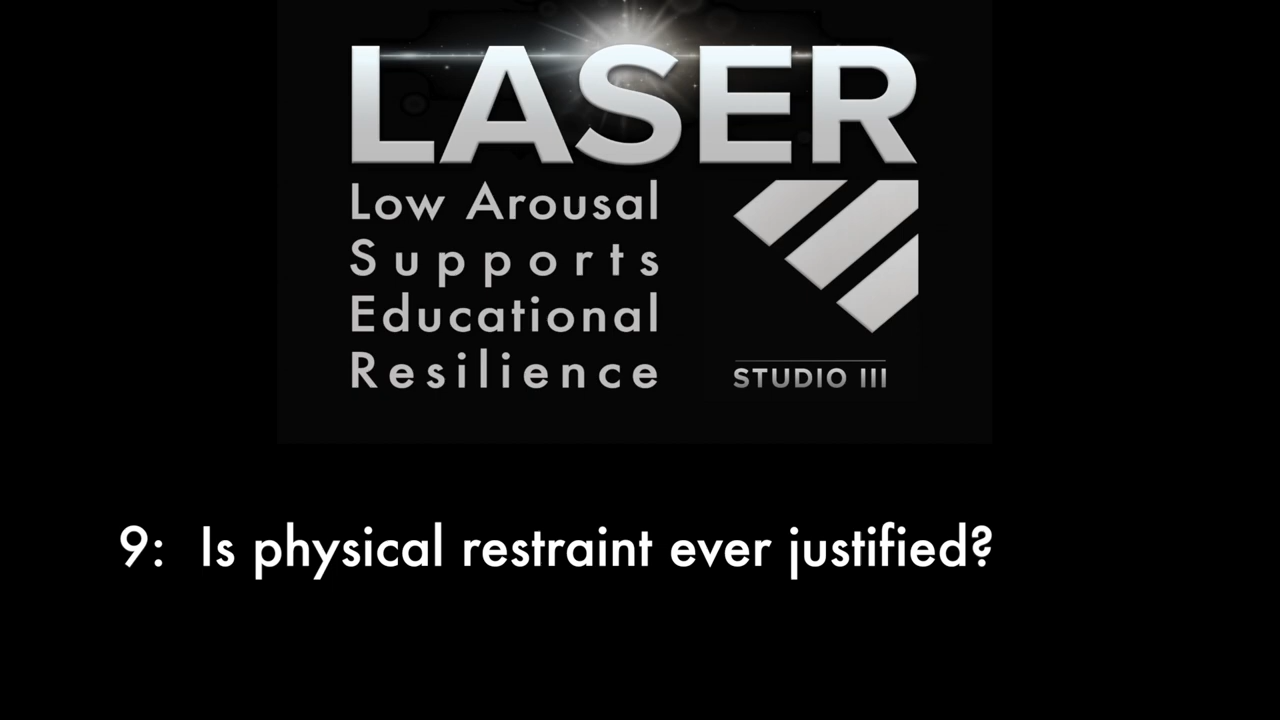 LASER
Low Arousal
Supports
Educational
Resilience
STUDIO III
9: Is physical restraint ever justified?